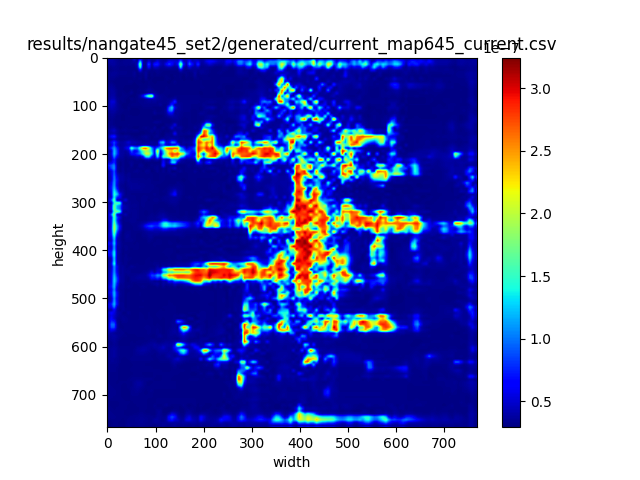 results/nangate45_set2/generated/current_map645_current.csv
1e−7
0
100
200
300
400
500
600
700
height
0 100 200 300 400 500 600 700
width
3.0
2.5
2.0
1.5
1.0
0.5